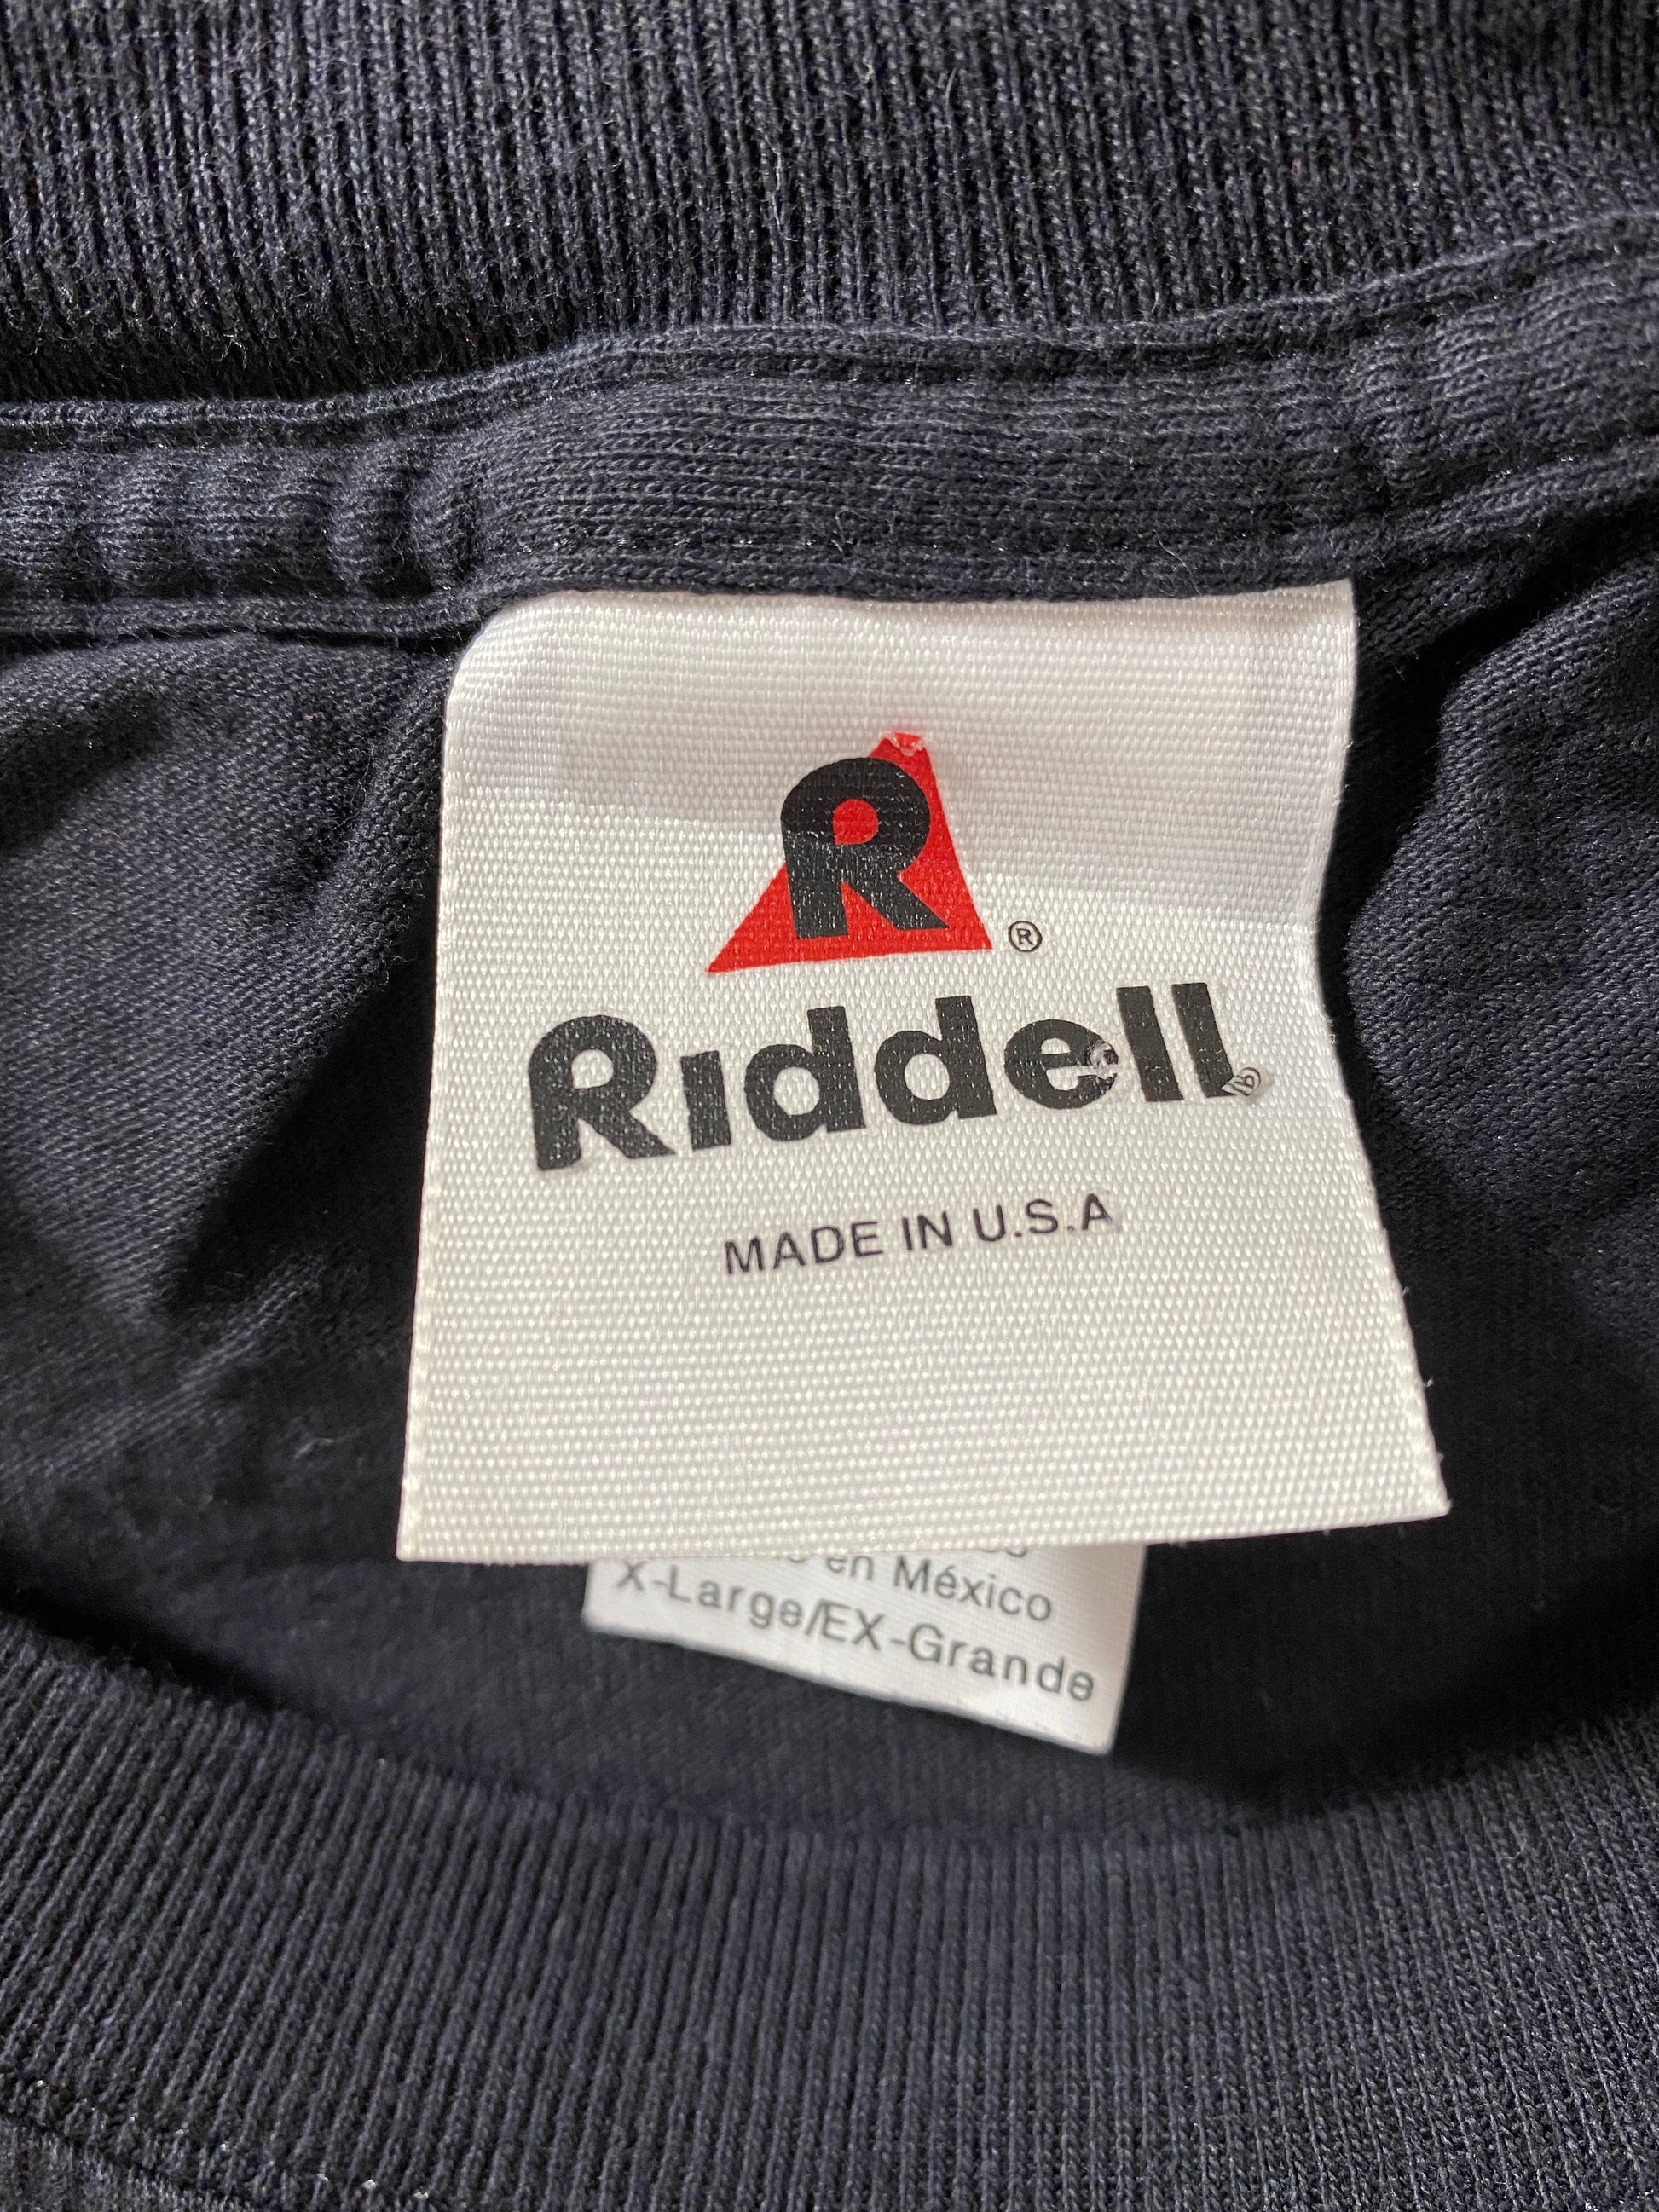 R®
Riddell®
MADE IN U.S.A
en México
X-Large/EX-Grande